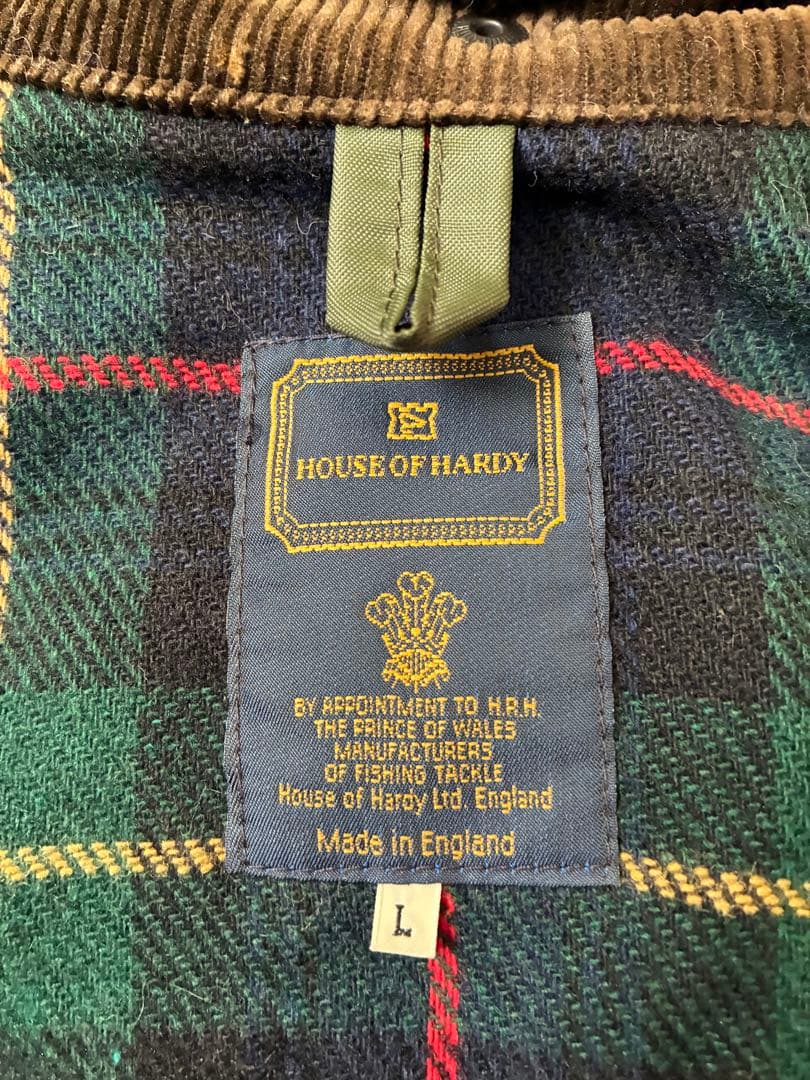 HOUSE OF HARDY
BY APPOINTMENT TO H.R.H.
THE PRINCE OF WALES
MANUFACTURERS
OF FISHING TACKLE
House of Hardy Ltd. England
Made in England
L